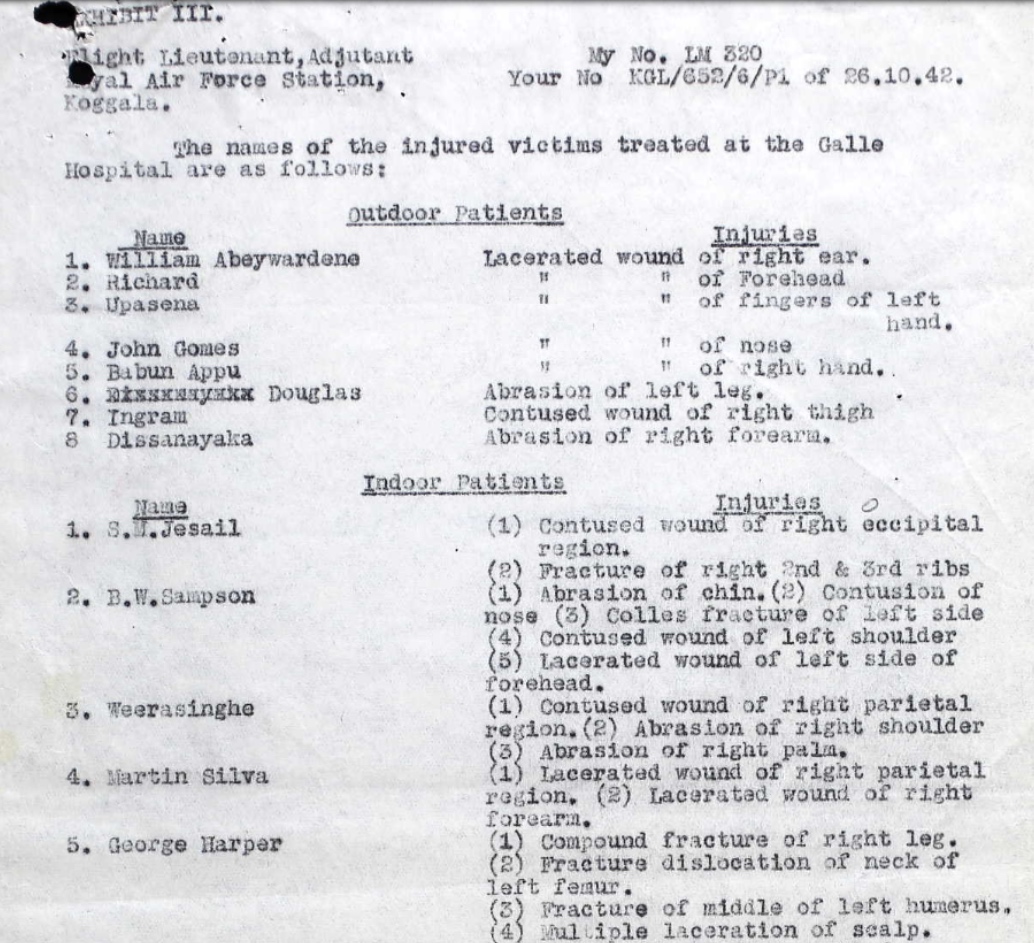 EXHIBIT III.
Flight Lieutenant,Adjutant My No. LM 320
Royal Air Force Station, Your No KGL/652/6/P1 of 26.10.42.
Koggala.
The names of the injured victims treated at the Galle
Hospital are as follows:
Outdoor Patients
Name Injuries
1. William Abeywardene Lacerated wound of right ear.
2. Richard " " of Forehead
3. Upasena " " of fingers of left
hand.
4. John Gomes " " of nose
5. Babun Appu " " of right hand.
6. Douglas Abrasion of left leg.
7. Ingram Contused wound of right thigh
8 Dissanayaka Abrasion of right forearm.
Indoor Patients
Name Injuries
1. S.M.Jesail (1) Contused wound of right occipital
region.
(2) Fracture of right 2nd & 3rd ribs
2. B.W.Sampson (1) Abrasion of chin.(2) Contusion of
nose (3) Colles fracture of left side
(4) Contused wound of left shoulder
(5) Lacerated wound of left side of
forehead.
3. Weerasinghe (1) Contused wound of right parietal
region.(2) Abrasion of right shoulder
(3) Abrasion of right palm.
4. Martin Silva (1) Lacerated wound of right parietal
region. (2) Lacerated wound of right
forearm.
5. George Harper (1) Compound fracture of right leg.
(2) Fracture dislocation of neck of
left femur.
(3) Fracture of middle of left humerus.
(4) Multiple laceration of scalp.